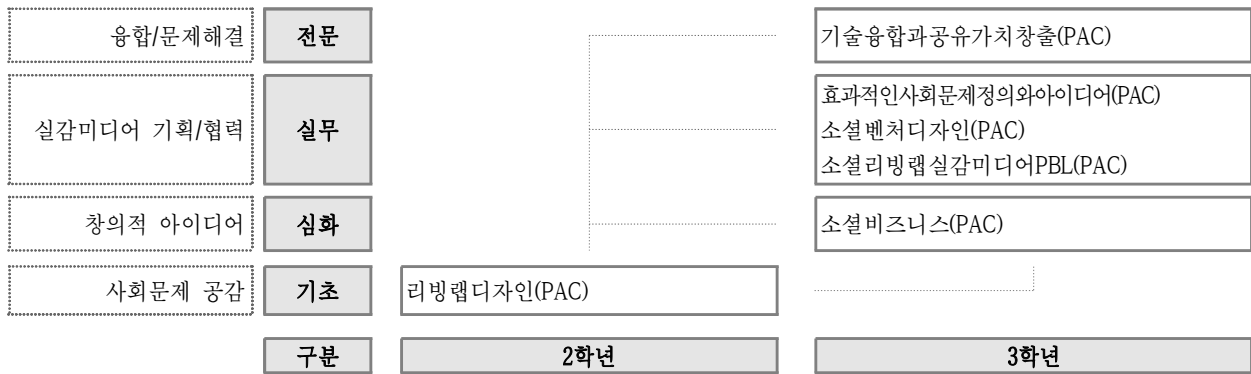 융합/문제해결 전문 기술융합과공유가치창출(PAC)
효과적인사회문제정의와아이디어(PAC)
실감미디어 기획/협력 실무 소셜벤처디자인(PAC)
소셜리빙랩실감미디어PBL(PAC)
창의적 아이디어 심화 소셜비즈니스(PAC)
사회문제 공감 기초 리빙랩디자인(PAC)
구분 2학년 3학년